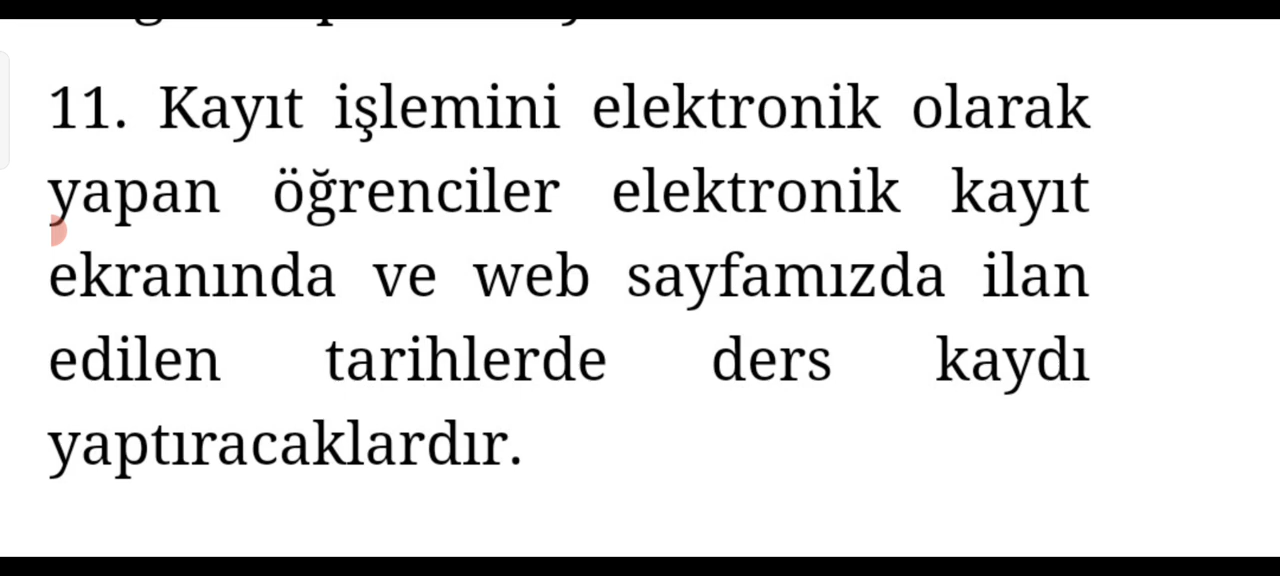 11. Kayıt işlemini elektronik olarak
yapan öğrenciler elektronik kayıt
ekranında ve web sayfamızda ilan
edilen tarihlerde ders kaydı
yaptıracaklardır.